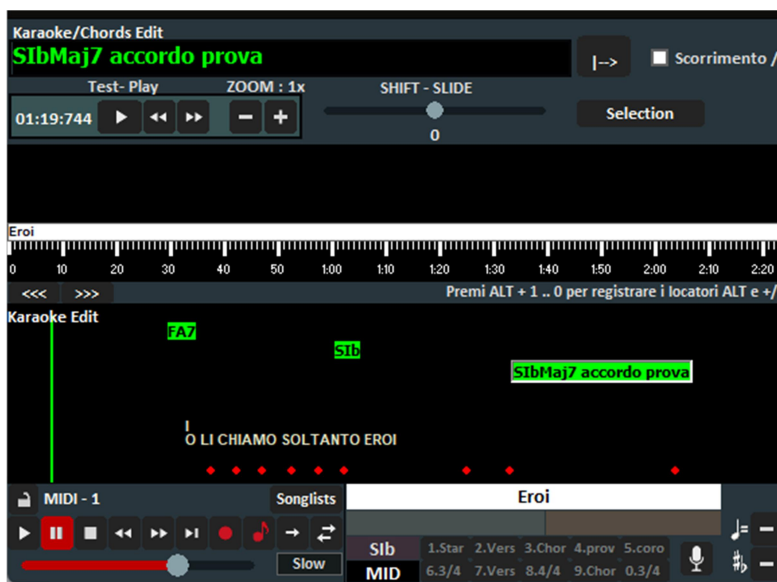 Karaoke/Chords Edit
SIbMaj7 accordo prova
|-->
Scorrimento /
Test- Play
ZOOM : 1x
SHIFT - SLIDE
01:19:744
Selection
0
Eroi
0 10 20 30 40 50 1:00 1:10 1:20 1:30 1:40 1:50 2:00 2:10 2:20
<<< >>>
Premi ALT + 1 .. 0 per registrare i locatori ALT e +/
Karaoke Edit
FA7
SIb
SIbMaj7 accordo prova
I
O LI CHIAMO SOLTANTO EROI
MIDI - 1
Songlists
Eroi
Slow
SIb 1.Star 2.Vers 3.Chor 4.prov 5.coro
MID 6.3/4 7.Vers 8.4/4 9.Chor 0.3/4